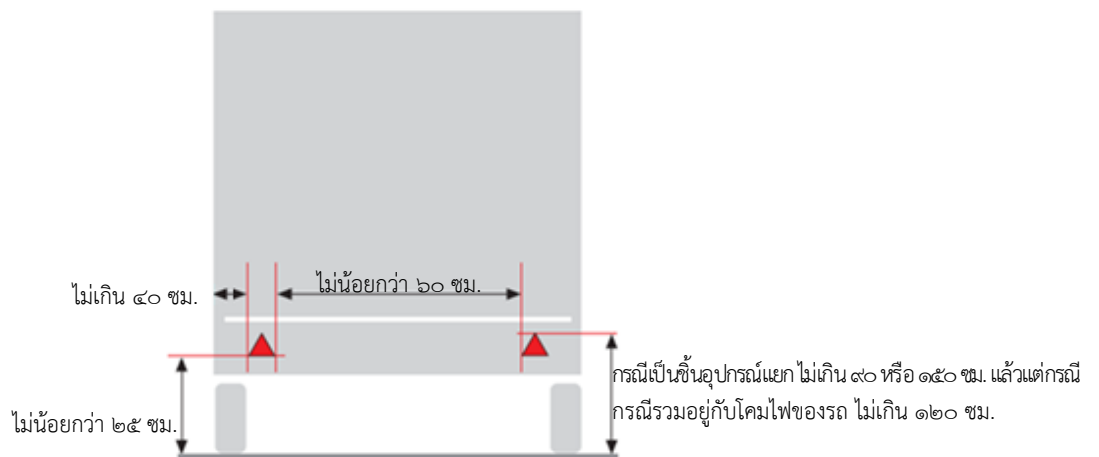 ไม่น้อยกว่า ๖๐ ซม.
ไม่เกิน ๔๐ ซม.
กรณีเป็นชิ้นอุปกรณ์แยก ไม่เกิน ๙๐ หรือ ๑๕๐ ซม. แล้วแต่กรณี
กรณีรวมอยู่กับโคมไฟของรถ ไม่เกิน ๑๒๐ ซม.
ไม่น้อยกว่า ๒๕ ซม.